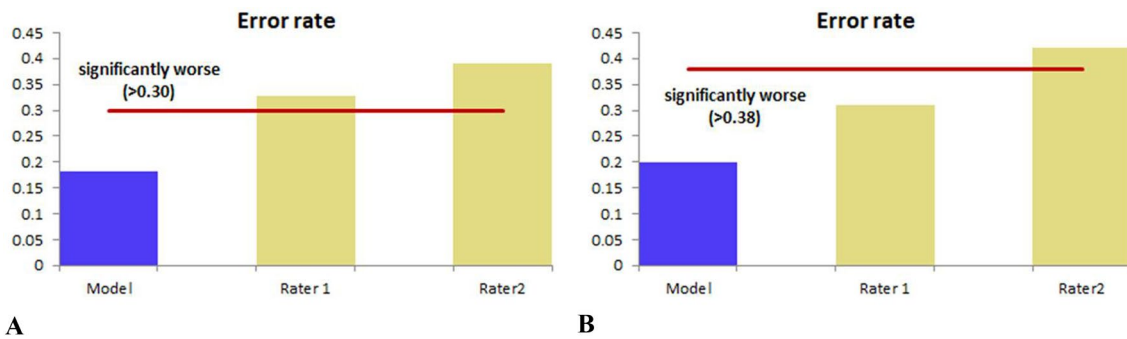 Error rate
0.45
0.4
0.35
0.3
0.25
0.2
0.15
0.1
0.05
0
significantly worse
(>0.30)
Model
Rater 1
Rater2
A
Error rate
0.45
0.4
0.35
0.3
0.25
0.2
0.15
0.1
0.05
0
significantly worse
(>0.38)
Model
Rater 1
Rater2
B